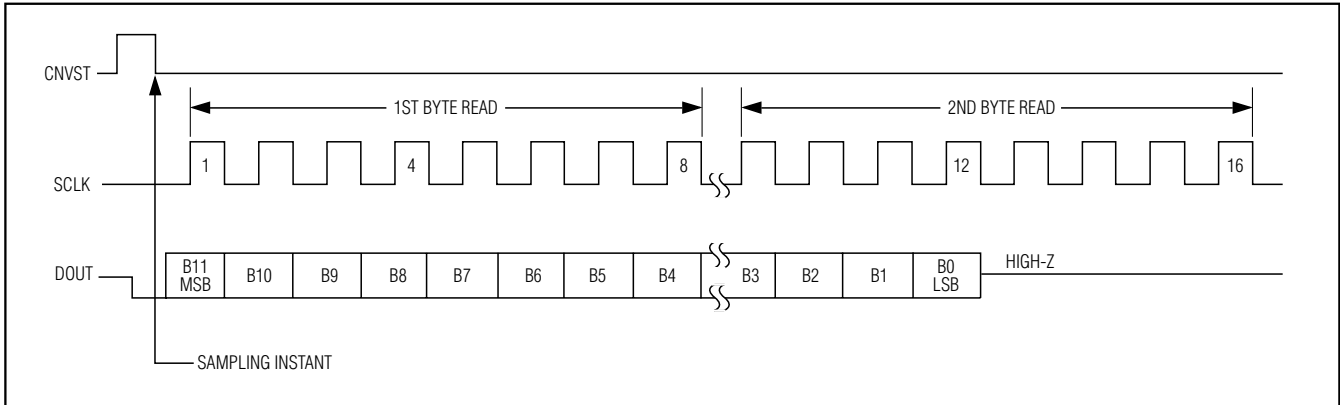 CNVST
1ST BYTE READ
2ND BYTE READ
1
4
8
12
16
SCLK
DOUT
B11
MSB
B10
B9
B8
B7
B6
B5
B4
B3
B2
B1
B0
LSB
HIGH-Z
SAMPLING INSTANT